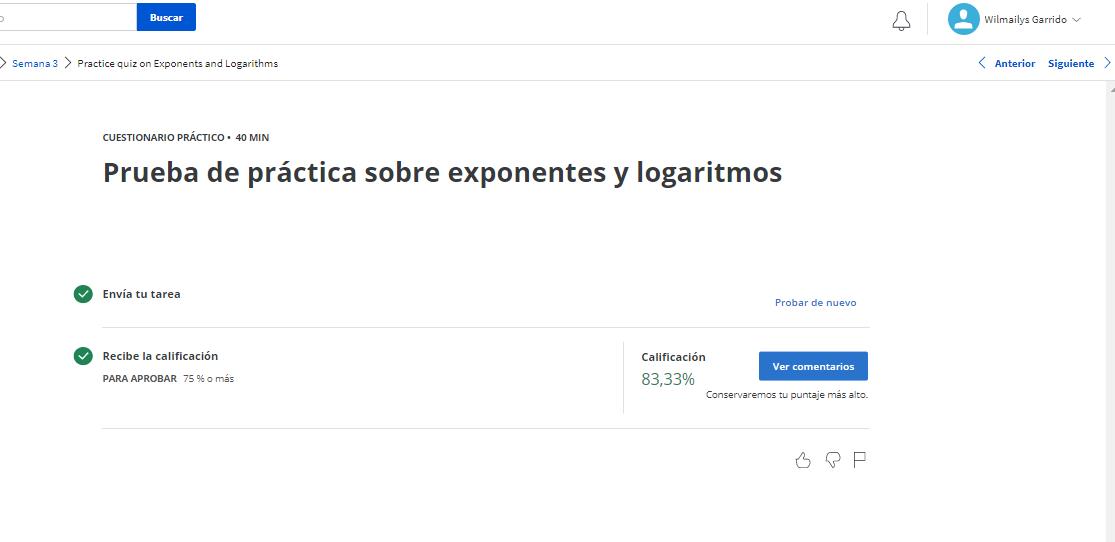 Buscar
Wilmailys Garrido
Semana 3 Practice quiz on Exponents and Logarithms
Anterior Siguiente
CUESTIONARIO PRÁCTICO • 40 MIN
Prueba de práctica sobre exponentes y logaritmos
Envía tu tarea
Probar de nuevo
Recibe la calificación
PARA APROBAR 75 % o más
Calificación
83,33%
Ver comentarios
Conservaremos tu puntaje más alto.